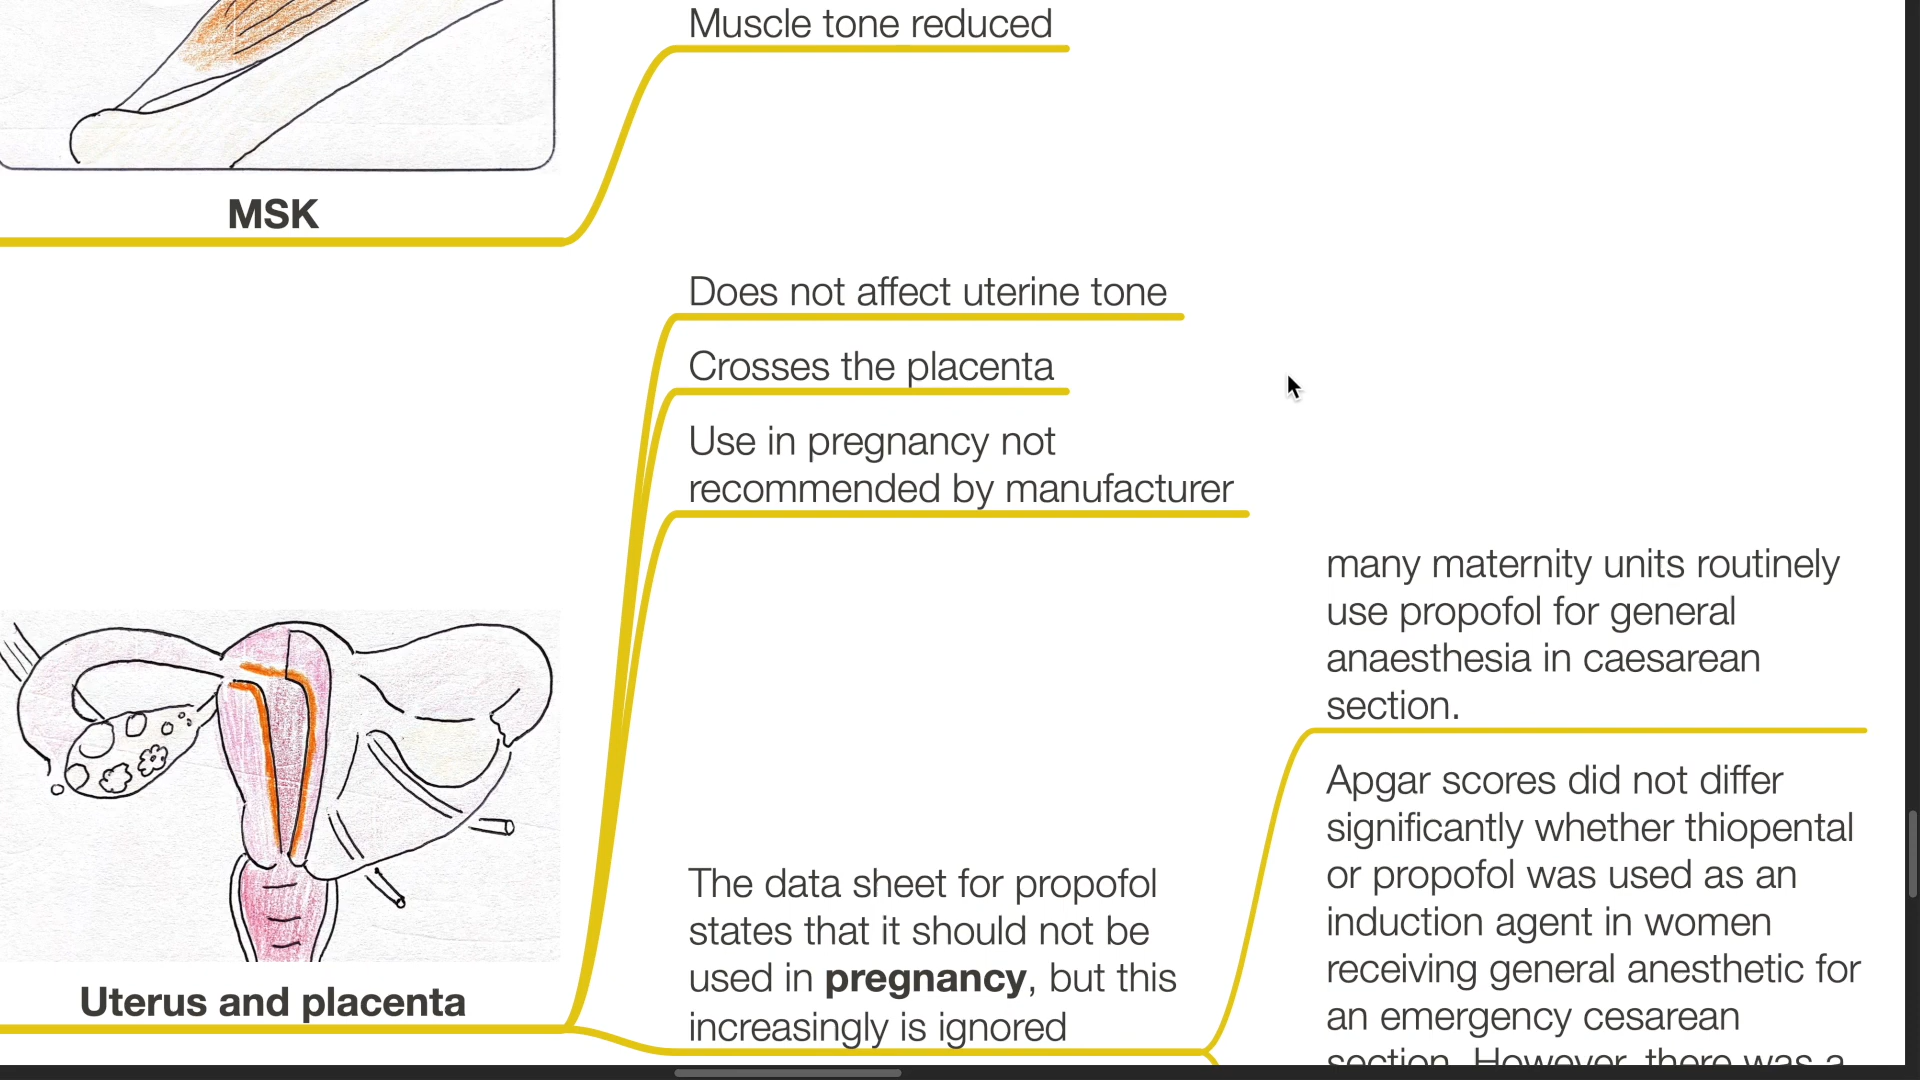 Muscle tone reduced
MSK
Does not affect uterine tone
Crosses the placenta
Use in pregnancy not
recommended by manufacturer
many maternity units routinely
use propofol for general
anaesthesia in caesarean
section.
Apgar scores did not differ
significantly whether thiopental
or propofol was used as an
induction agent in women
receiving general anesthetic for
an emergency cesarean
section. However, there was a
The data sheet for propofol
states that it should not be
used in pregnancy, but this
increasingly is ignored
Uterus and placenta